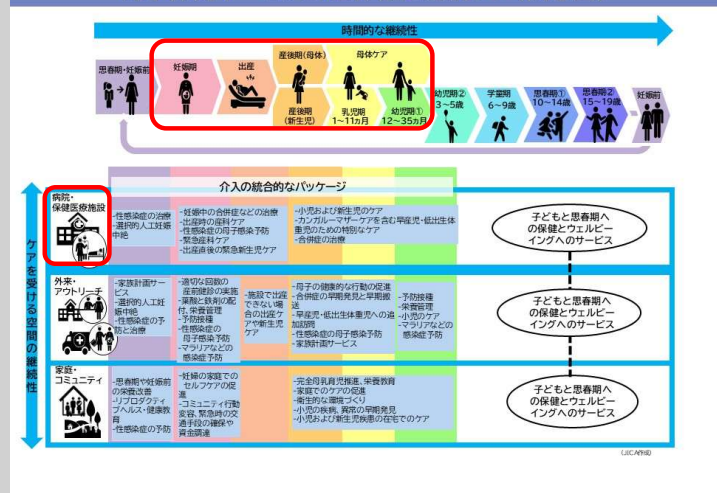 時間的な継続性
思春期・妊娠前
妊娠期
出産
産後期(母体)
母体ケア
産後期
(新生児)
乳児期
1〜11カ月
幼児期①
12〜35カ月
幼児期②
3〜5歳
学童期
6〜9歳
思春期①
10〜14歳
思春期②
15〜19歳
妊娠前
ケアを受ける空間の継続性
介入の統合的なパッケージ
病院・
保健医療施設
-性感染症の治療
-選択的人工妊娠
中絶
-妊娠中の合併症などの治療
-出産時の産科ケア
-性感染症の母子感染予防
-緊急産科ケア
-出産直後の緊急新生児ケア
-小児および新生児のケア
-カンガルーマザーケアを含む早産児・低出生体
重児のための特別なケア
-合併症の治療
子どもと思春期へ
の保健とウェルビー
イングへのサービス
外来・
アウトリーチ
-家族計画サー
ビス
-選択的人工妊
娠中絶
-性感染症の予
防と治療
-適切な回数の
産前健診の実施
-葉酸と鉄剤の配
付、栄養管理
-予防接種
-性感染症の
母子感染予防
-マラリアなどの
感染症予防
-施設で出産
できない場
合の出産ケ
アや新生児
ケア
-母子の健康的な行動の促進
-合併症の早期発見と早期搬
送
-早産児・低出生体重児への追
加訪問
-性感染症の母子感染予防
-家族計画サービス
-予防接種
-栄養管理
-小児のケア
-マラリアなどの
感染症予防
子どもと思春期へ
の保健とウェルビー
イングへのサービス
家庭・
コミュニティ
-思春期や妊娠前
の栄養改善
-リプロダクティ
ブヘルス・健康教
育
-性感染症の予防
-妊婦の家庭での
セルフケアの促
進
-コミュニティ行動
変容、緊急時の交
通手段の確保や
資金調達
-完全母乳育児推進、栄養教育
-家庭でのケアの促進
-衛生的な環境づくり
-小児の疾病、異常の早期発見
-小児および新生児疾患の在宅でのケア
子どもと思春期へ
の保健とウェルビー
イングへのサービス
(JICA作成)